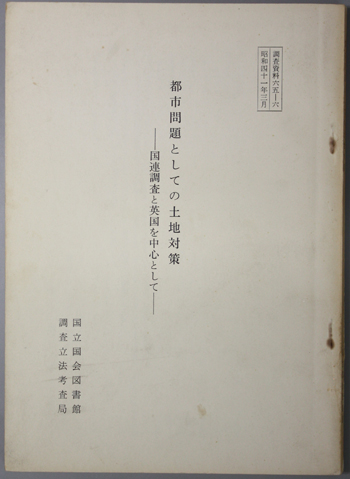 調査資料六五―六
昭和四十一年三月
都市問題としての土地対策
――国連調査と英国を中心として――
国立国会図書館
調査立法考査局